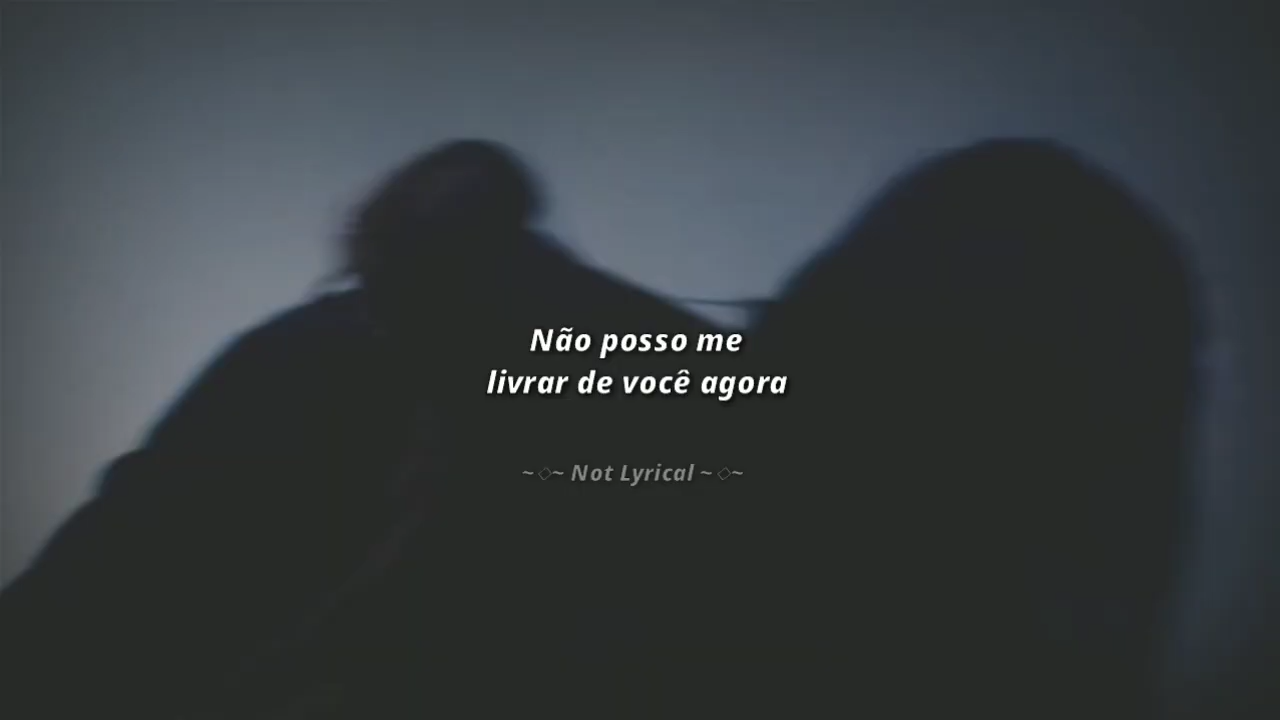 Não posso me
livrar de você agora
~◇~ Not Lyrical ~◇~